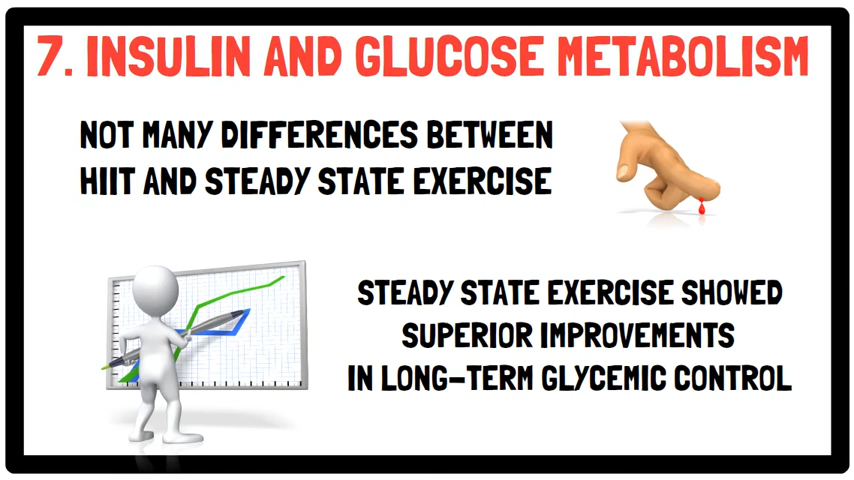 7. INSULIN AND GLUCOSE METABOLISM
NOT MANY DIFFERENCES BETWEEN
HIIT AND STEADY STATE EXERCISE
STEADY STATE EXERCISE SHOWED
SUPERIOR IMPROVEMENTS
IN LONG-TERM GLYCEMIC CONTROL